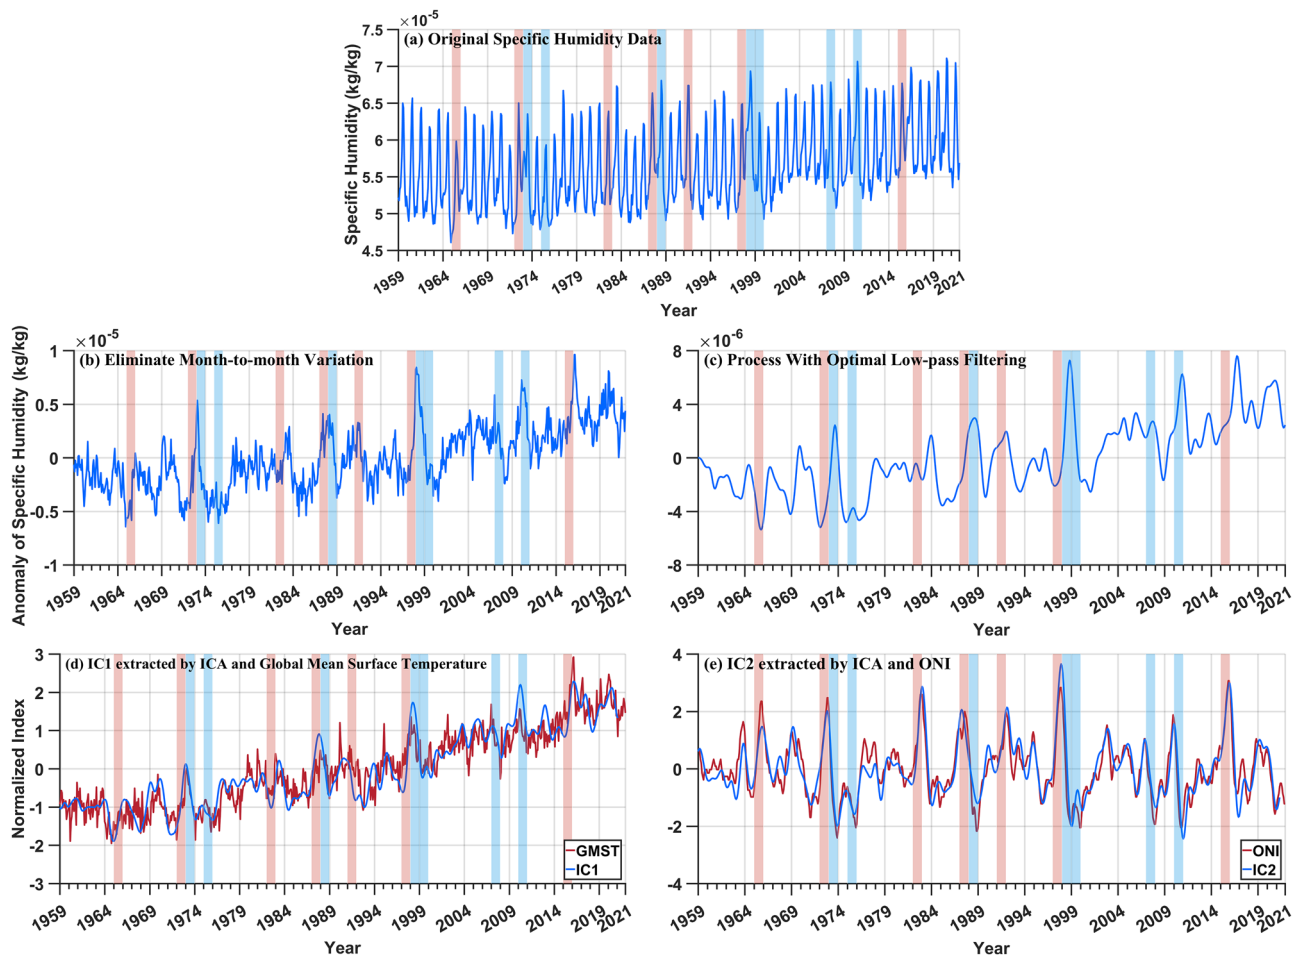 ×10⁻⁵
(a) Original Specific Humidity Data
Specific Humidity (kg/kg)
7.5
7
6.5
6
5.5
5
4.5
1959 1964 1969 1974 1979 1984 1989 1994 1999 2004 2009 2014 2019 2021
Year
×10⁻⁵
(b) Eliminate Month-to-month Variation
Anomaly of Specific Humidity (kg/kg)
1
0.5
0
-0.5
-1
1959 1964 1969 1974 1979 1984 1989 1994 1999 2004 2009 2014 2019 2021
Year
×10⁻⁶
(c) Process With Optimal Low-pass Filtering
8
4
0
-4
-8
1959 1964 1969 1974 1979 1984 1989 1994 1999 2004 2009 2014 2019 2021
Year
(d) IC1 extracted by ICA and Global Mean Surface Temperature
Normalized Index
3
2
1
0
-1
-2
-3
GMST
IC1
1959 1964 1969 1974 1979 1984 1989 1994 1999 2004 2009 2014 2019 2021
Year
(e) IC2 extracted by ICA and ONI
4
2
0
-2
-4
ONI
IC2
1959 1964 1969 1974 1979 1984 1989 1994 1999 2004 2009 2014 2019 2021
Year